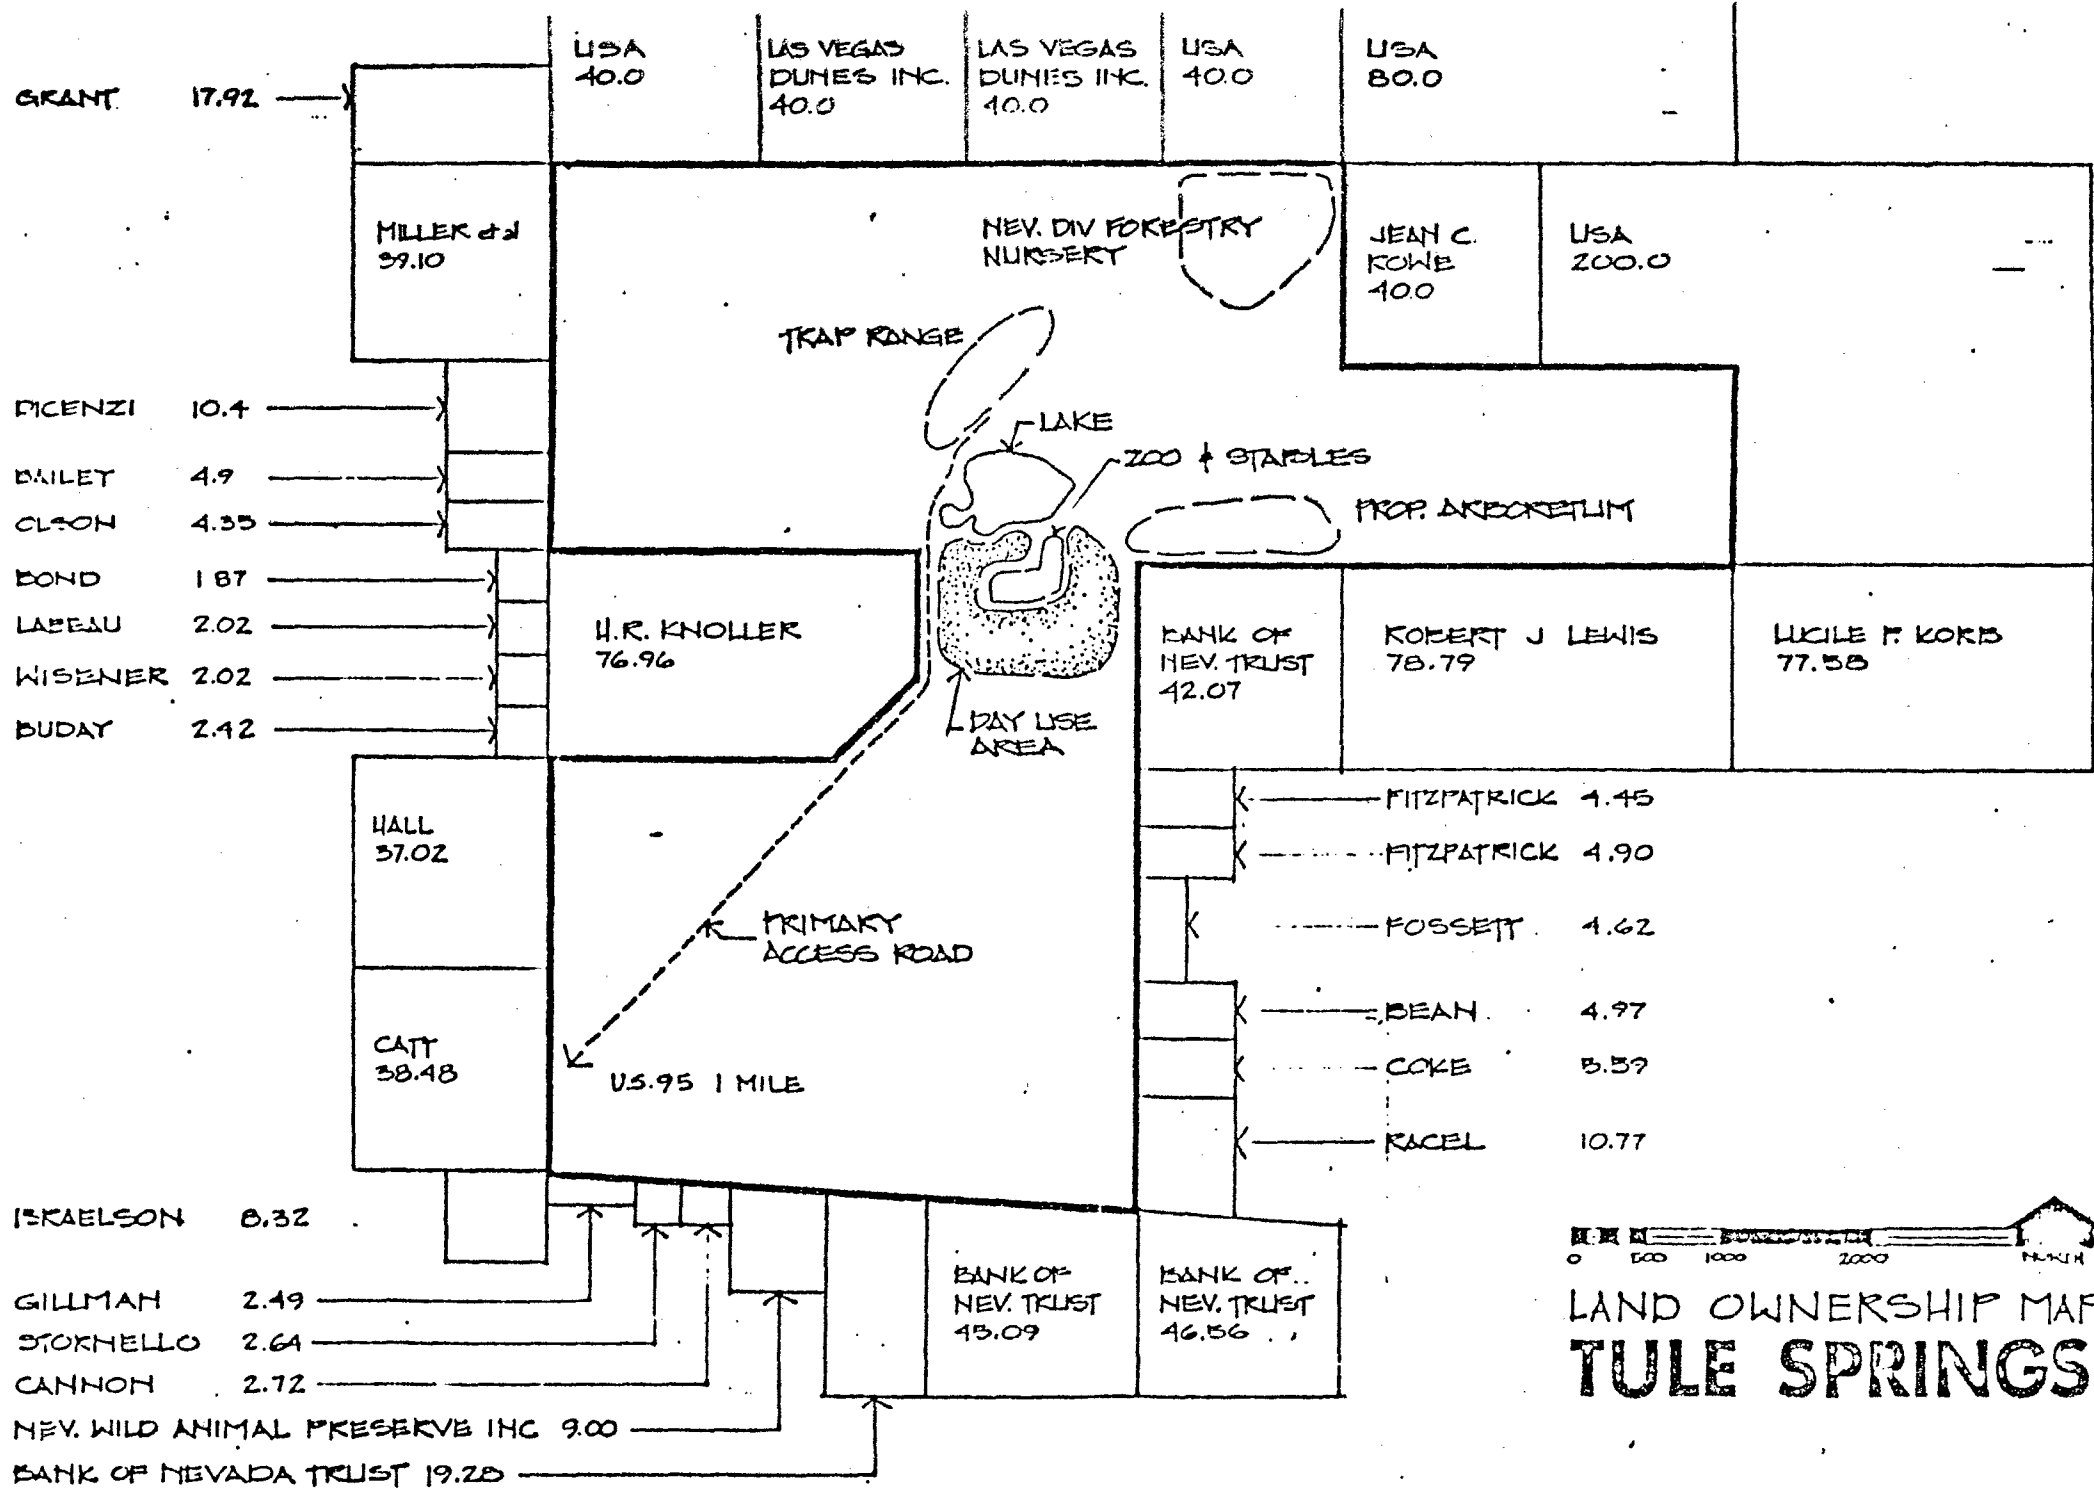 USA
40.0
LAS VEGAS
DUNES INC.
40.0
LAS VEGAS
DUNES INC.
40.0
USA
40.0
USA
80.0
GRANT 17.92
MILLER et al
39.10
NEV. DIV FORESTRY
NURSERY
JEAN C.
ROWE
40.0
USA
200.0
TRAP RANGE
PICENZI 10.4
LAKE
ZOO & STABLES
BAILEY 4.9
OLSON 4.35
PROP. ARBORETUM
BOND 1 87
LABEAU 2.02
WISENER 2.02
BUDAY 2.42
H.R. KNOLLER
76.96
BANK OF
NEV. TRUST
42.07
ROBERT J LEWIS
78.79
LUCILE P. KORB
77.58
DAY USE
AREA
HALL
37.02
FITZPATRICK 4.45
FITZPATRICK 4.90
PRIMARY
ACCESS ROAD
FOSSETT 4.62
BEAN 4.97
CATT
38.48
U.S. 95 1 MILE
COKE 5.59
RACEL 10.77
ISRAELSON 8.32
GILLMAN 2.49
STORNELLO 2.64
CANNON 2.72
NEV. WILD ANIMAL PRESERVE INC 9.00
BANK OF NEVADA TRUST 19.28
BANK OF
NEV. TRUST
45.09
BANK OF
NEV. TRUST
46.56
0 500 1000 2000 NORTH
LAND OWNERSHIP MAP
TULE SPRINGS